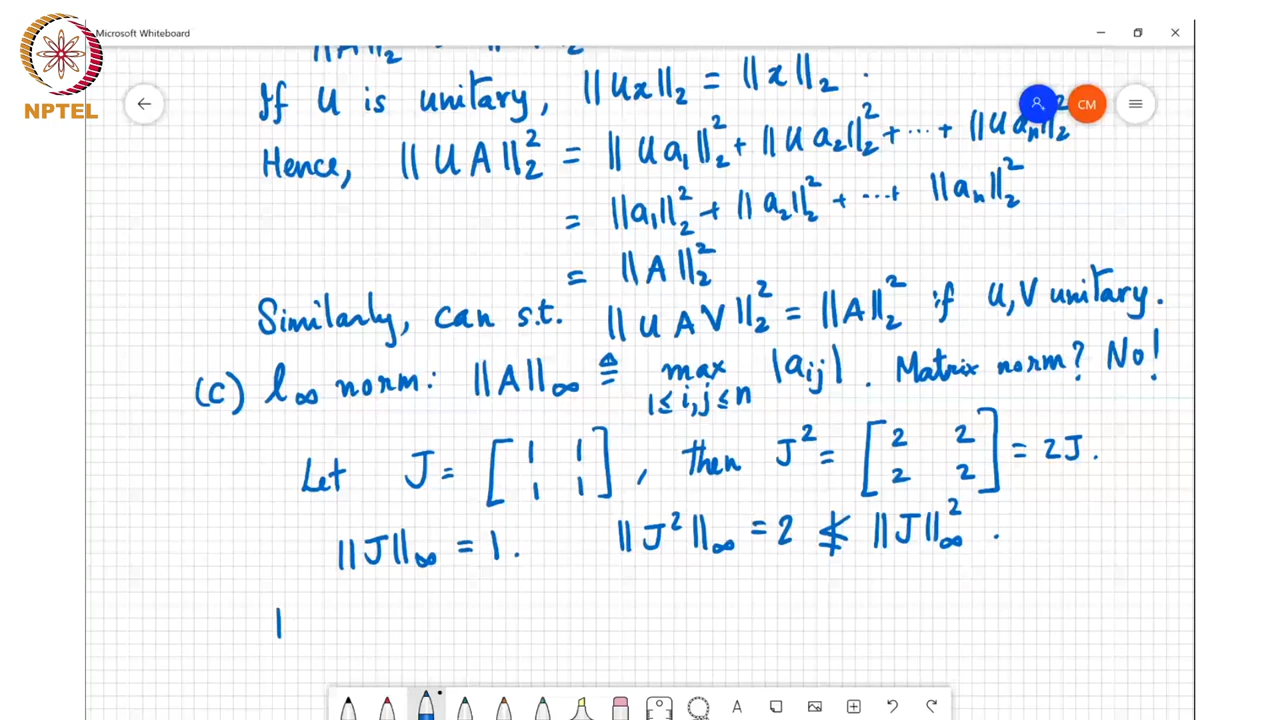 Microsoft Whiteboard
NPTEL
CM
‖A‖₂
If U is unitary, ‖Ux‖₂ = ‖x‖₂.
Hence, ‖UA‖₂² = ‖Ua₁‖₂² + ‖Ua₂‖₂² + ⋯ + ‖Uaₙ‖₂²
= ‖a₁‖₂² + ‖a₂‖₂² + ⋯ + ‖aₙ‖₂²
= ‖A‖₂²
Similarly, can s.t. ‖UAV‖₂² = ‖A‖₂² if U,V unitary.
(c) l∞ norm: ‖A‖∞ ≜ max |aᵢⱼ|. Matrix norm? No!
1≤i,j≤n
Let J = [1 1; 1 1], then J² = [2 2; 2 2] = 2J.
‖J‖∞ = 1. ‖J²‖∞ = 2 ≰ ‖J‖∞².
A